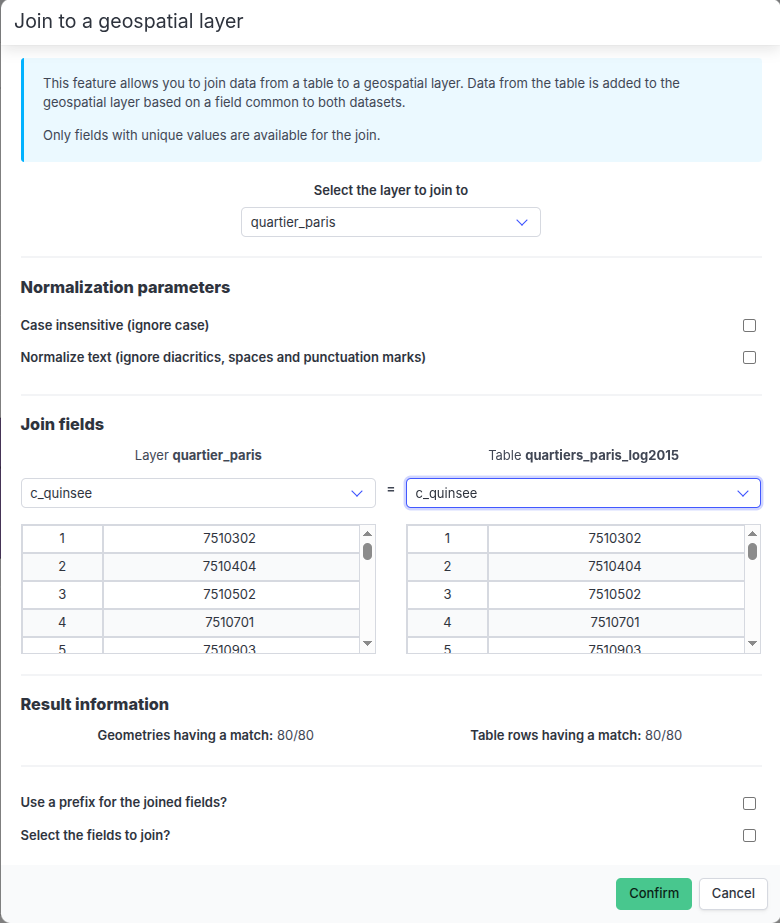 Join to a geospatial layer
This feature allows you to join data from a table to a geospatial layer. Data from the table is added to the
geospatial layer based on a field common to both datasets.
Only fields with unique values are available for the join.
Select the layer to join to
quartier_paris
Normalization parameters
Case insensitive (ignore case)
Normalize text (ignore diacritics, spaces and punctuation marks)
Join fields
Layer quartier_paris
Table quartiers_paris_log2015
c_quinsee = c_quinsee
1 7510302 1 7510302
2 7510404 2 7510404
3 7510502 3 7510502
4 7510701 4 7510701
5 7510903 5 7510903
Result information
Geometries having a match: 80/80
Table rows having a match: 80/80
Use a prefix for the joined fields?
Select the fields to join?
Confirm Cancel